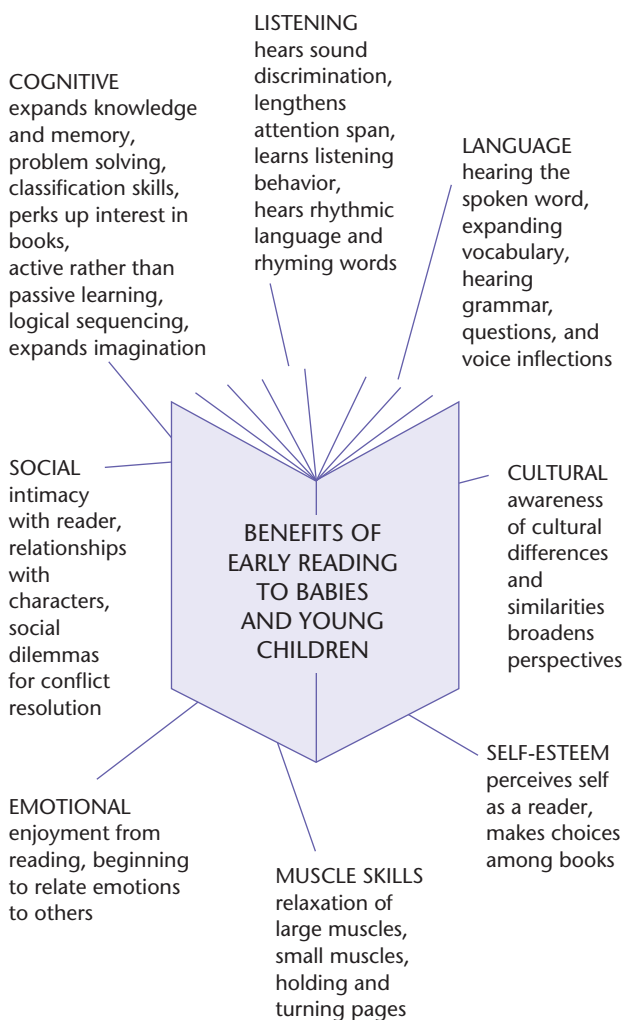 LISTENING
hears sound
discrimination,
lengthens
attention span,
learns listening
behavior,
hears rhythmic
language and
rhyming words
COGNITIVE
expands knowledge
and memory,
problem solving,
classification skills,
perks up interest in
books,
active rather than
passive learning,
logical sequencing,
expands imagination
LANGUAGE
hearing the
spoken word,
expanding
vocabulary,
hearing
grammar,
questions, and
voice inflections
SOCIAL
intimacy
with reader,
relationships
with
characters,
social
dilemmas
for conflict
resolution
BENEFITS OF
EARLY READING
TO BABIES
AND YOUNG
CHILDREN
CULTURAL
awareness
of cultural
differences
and
similarities
broadens
perspectives
SELF-ESTEEM
perceives self
as a reader,
makes choices
among books
EMOTIONAL
enjoyment from
reading, beginning
to relate emotions
to others
MUSCLE SKILLS
relaxation of
large muscles,
small muscles,
holding and
turning pages